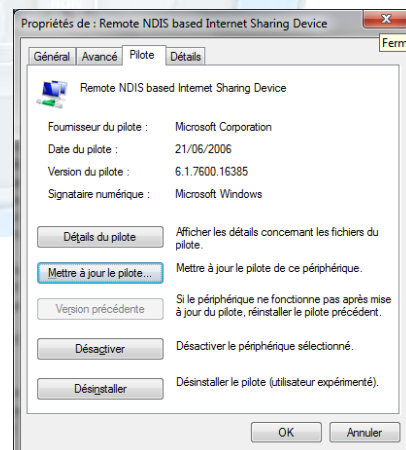 Propriétés de : Remote NDIS based Internet Sharing Device
Ferm
Général Avancé Pilote Détails
Remote NDIS based Internet Sharing Device
Fournisseur du pilote : Microsoft Corporation
Date du pilote : 21/06/2006
Version du pilote : 6.1.7600.16385
Signataire numérique : Microsoft Windows
Détails du pilote
Afficher les détails concernant les fichiers du
pilote.
Mettre à jour le pilote...
Mettre à jour le pilote de ce périphérique.
Version précédente
Si le périphérique ne fonctionne pas après mise
à jour du pilote, réinstaller le pilote précédent.
Désactiver
Désactiver le périphérique sélectionné.
Désinstaller
Désinstaller le pilote (utilisateur expérimenté).
OK Annuler